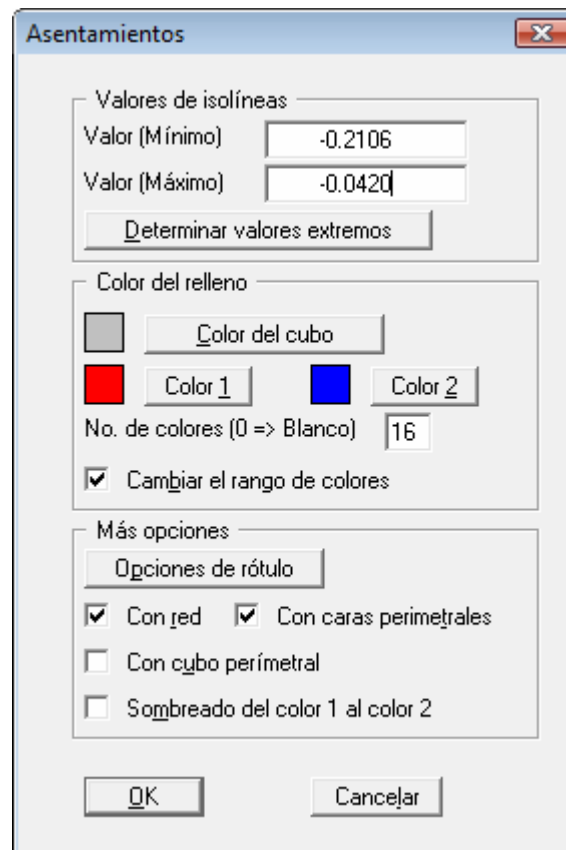 Asentamientos
Valores de isolíneas
Valor (Mínimo) -0.2106
Valor (Máximo) -0.0420
Determinar valores extremos
Color del relleno
Color del cubo
Color 1 Color 2
No. de colores (0 => Blanco) 16
Cambiar el rango de colores
Más opciones
Opciones de rótulo
Con red Con caras perimetrales
Con cubo perímetral
Sombreado del color 1 al color 2
OK Cancelar